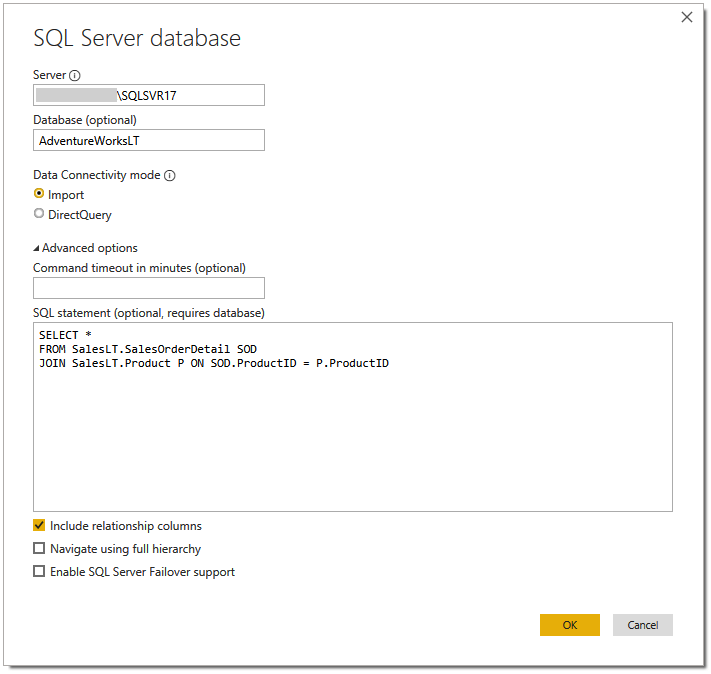 SQL Server database
Server
\SQLSVR17
Database (optional)
AdventureWorksLT
Data Connectivity mode
Import
DirectQuery
Advanced options
Command timeout in minutes (optional)
SQL statement (optional, requires database)
SELECT *
FROM SalesLT.SalesOrderDetail SOD
JOIN SalesLT.Product P ON SOD.ProductID = P.ProductID
Include relationship columns
Navigate using full hierarchy
Enable SQL Server Failover support
OK Cancel